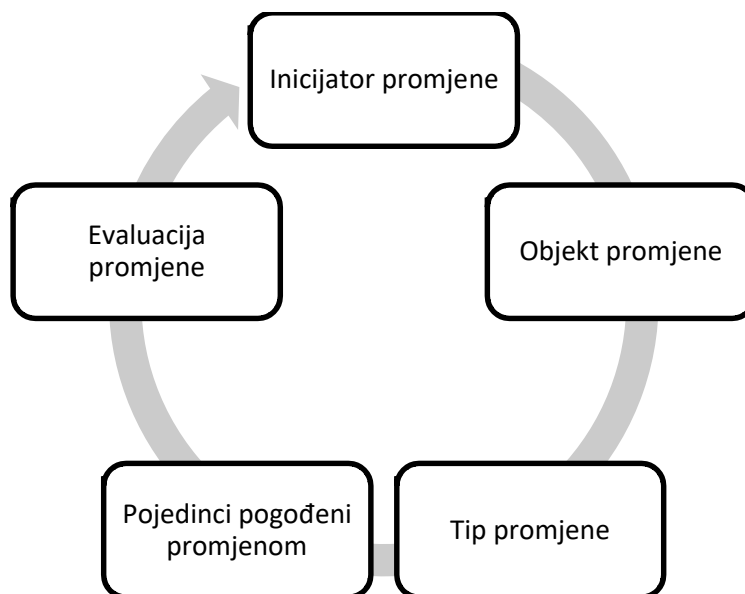 Inicijator promjene
Objekt promjene
Tip promjene
Pojedinci pogođeni
promjenom
Evaluacija
promjene